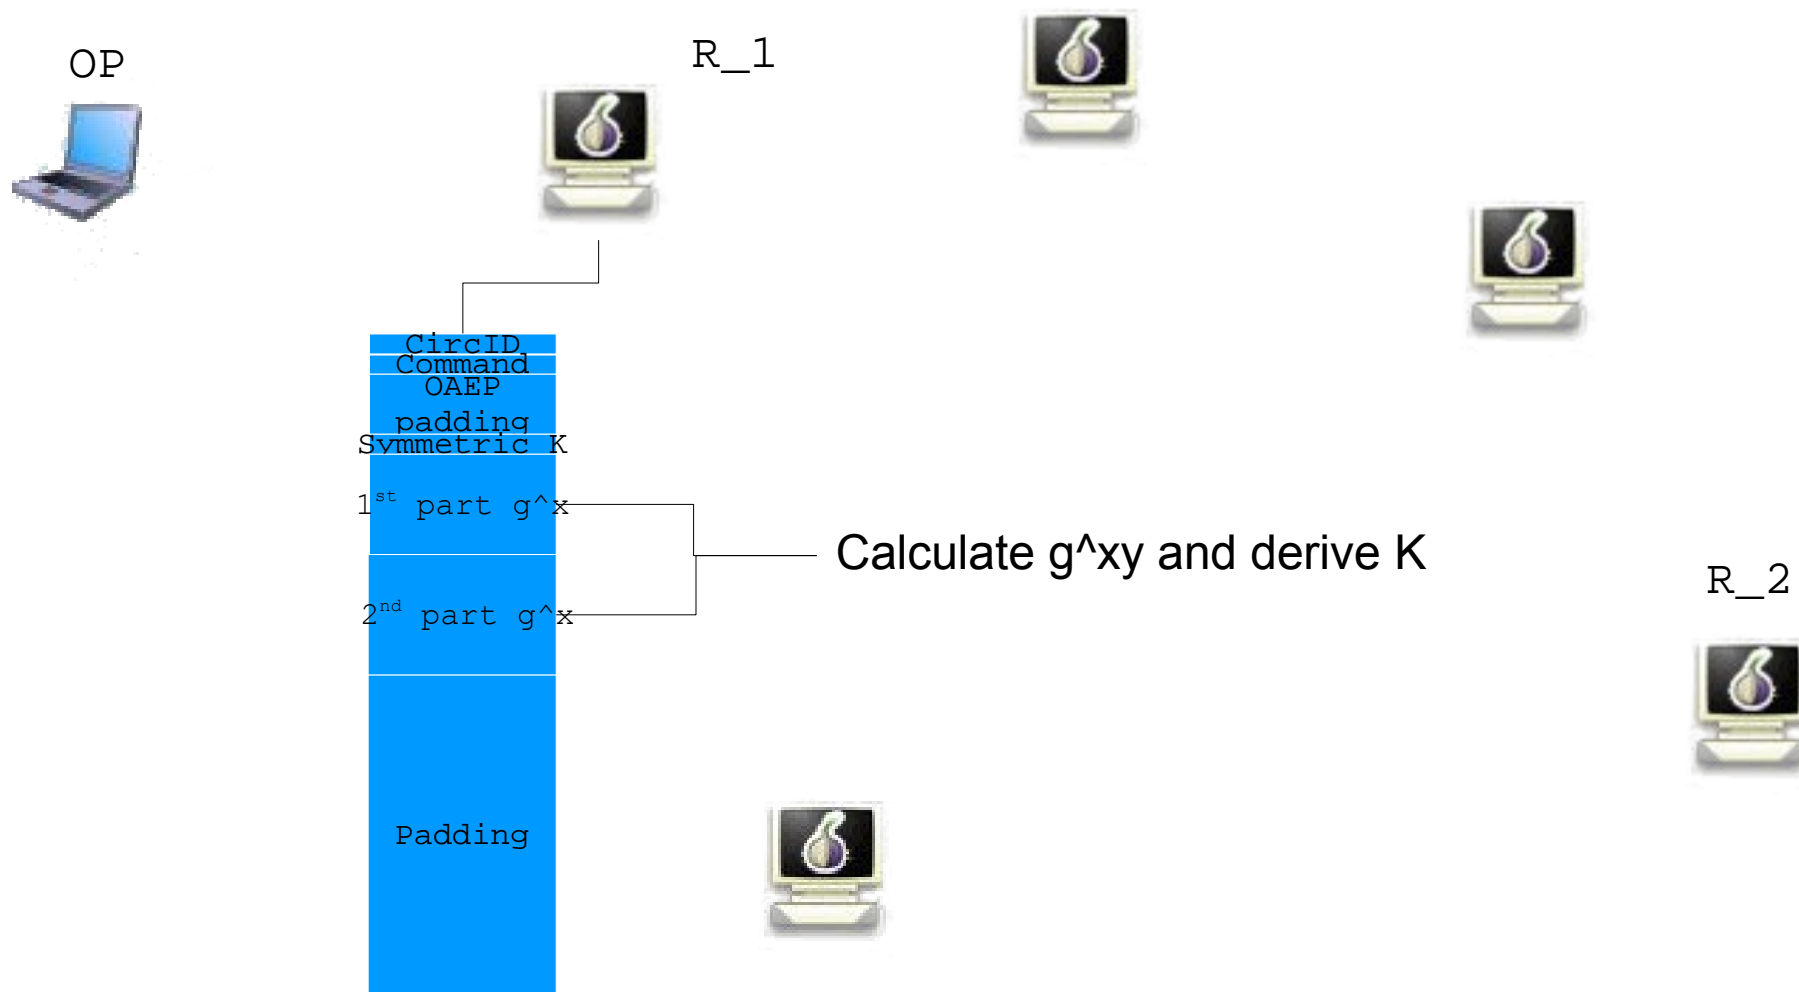 OP
R_1
CircID
Command
OAEP
padding
Symmetric K
1st part g^x
Calculate g^xy and derive K
R_2
2nd part g^x
Padding